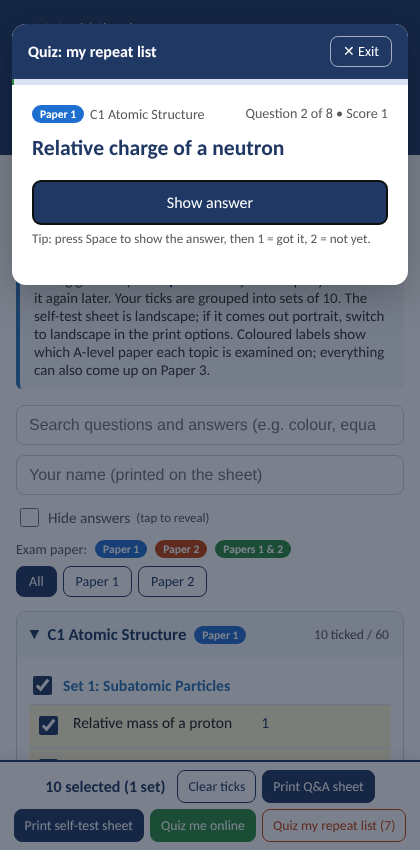 Quiz: my repeat list
✕ Exit
Paper 1 C1 Atomic Structure
Question 2 of 8 • Score 1
Relative charge of a neutron
Show answer
Tip: press Space to show the answer, then 1 = got it, 2 = not yet.
it again later. Your ticks are grouped into sets of 10. The
self-test sheet is landscape; if it comes out portrait, switch
to landscape in the print options. Coloured labels show
which A-level paper each topic is examined on; everything
can also come up on Paper 3.
Search questions and answers (e.g. colour, equa
Your name (printed on the sheet)
Hide answers (tap to reveal)
Exam paper: Paper 1 Paper 2 Papers 1 & 2
All Paper 1 Paper 2
▼ C1 Atomic Structure Paper 1 10 ticked / 60
Set 1: Subatomic Particles
Relative mass of a proton 1
10 selected (1 set) Clear ticks Print Q&A sheet
Print self-test sheet Quiz me online Quiz my repeat list (7)